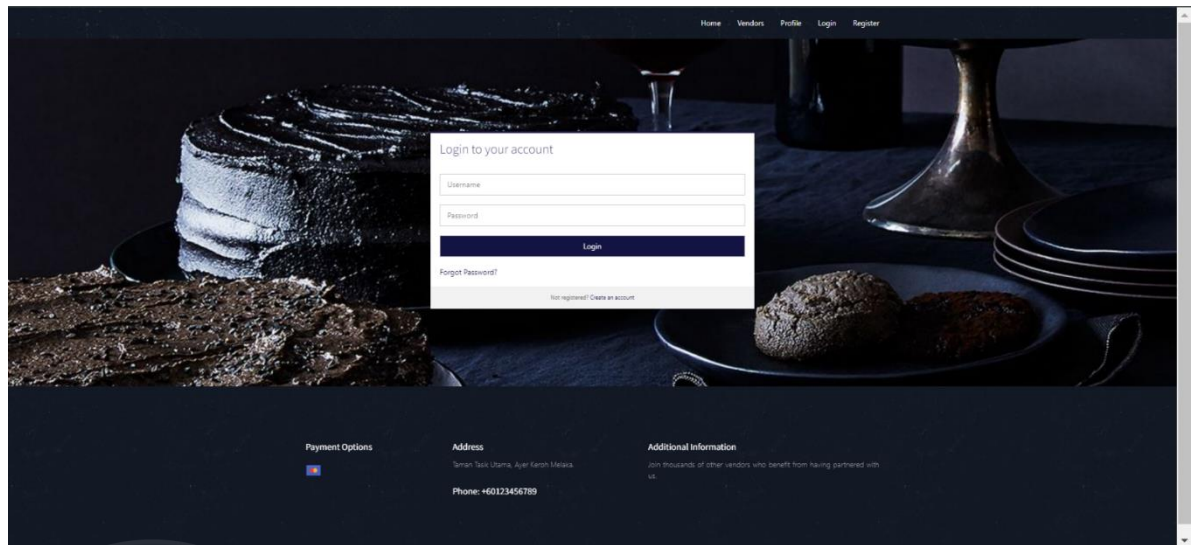 Home Vendors Profile Login Register
Login to your account
Username
Password
Login
Forgot Password?
Not registered? Create an account
Payment Options Address Additional Information
Taman Tasik Utama, Ayer Keroh Melaka. Join thousands of other vendors who benefit from having partnered with
us.
Phone: +60123456789